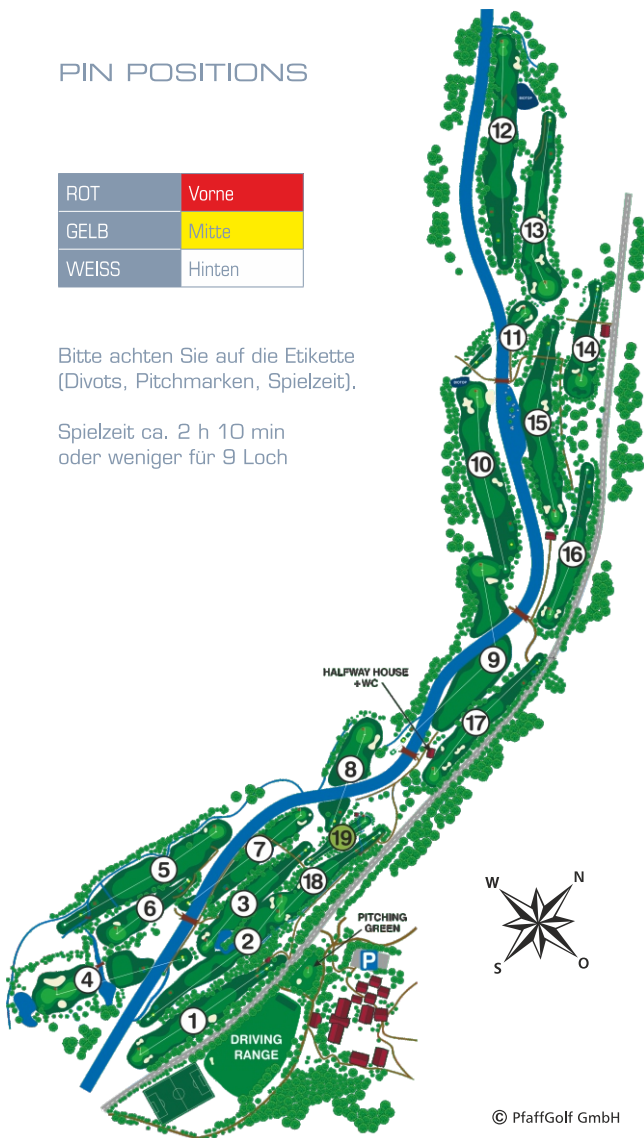 PIN POSITIONS
ROT Vorne
GELB Mitte
WEISS Hinten
Bitte achten Sie auf die Etikette
(Divots, Pitchmarken, Spielzeit).
Spielzeit ca. 2 h 10 min
oder weniger für 9 Loch
12
BIOTOP
13
11
14
BIOTOP
15
10
16
9
HALFWAY HOUSE
+WC
17
8
19
7
5
18
6
3
2
4
1
PITCHING
GREEN
P
DRIVING
RANGE
W N
S O
© PfaffGolf GmbH